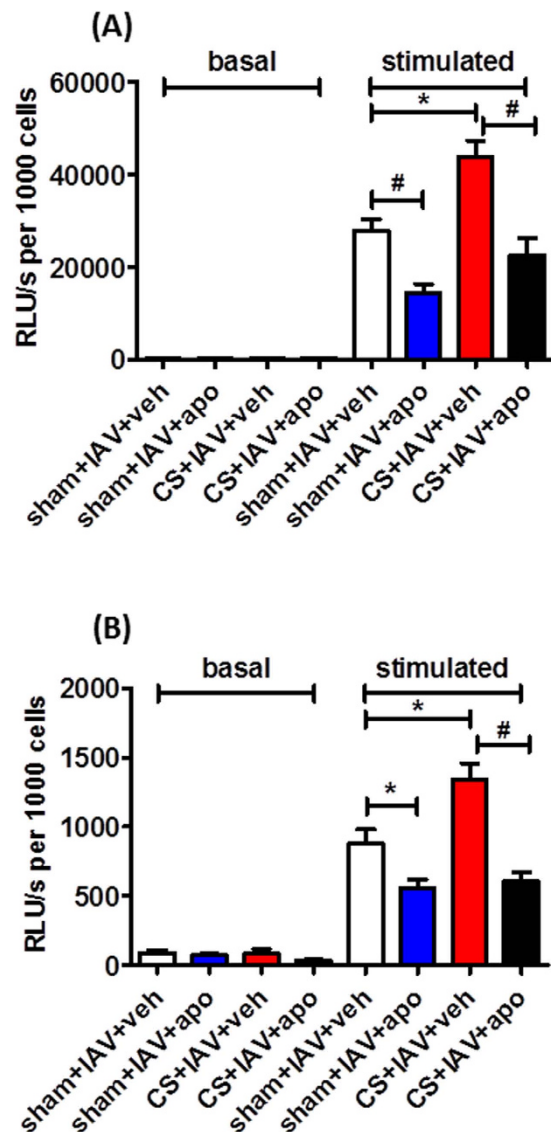 (A)
basal stimulated
60000
40000
20000
0
RLU/s per 1000 cells
* #
#
sham+IAV+veh
sham+IAV+apo
CS+IAV+veh
CS+IAV+apo
sham+IAV+veh
sham+IAV+apo
CS+IAV+veh
CS+IAV+apo
(B)
basal stimulated
2000
1500
1000
500
0
RLU/s per 1000 cells
* #
*
sham+IAV+veh
sham+IAV+apo
CS+IAV+veh
CS+IAV+apo
sham+IAV+veh
sham+IAV+apo
CS+IAV+veh
CS+IAV+apo